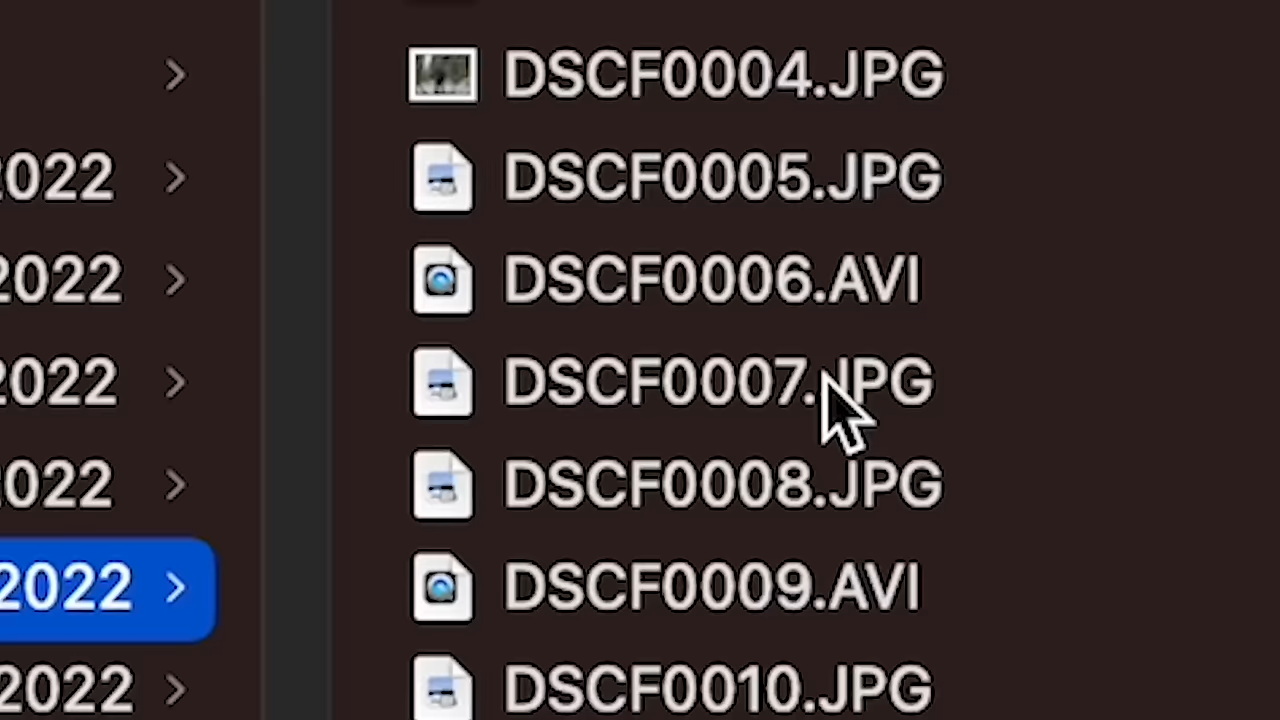 DSCF0004.JPG
2022 DSCF0005.JPG
2022 DSCF0006.AVI
2022 DSCF0007.JPG
2022 DSCF0008.JPG
2022 DSCF0009.AVI
2022 DSCF0010.JPG